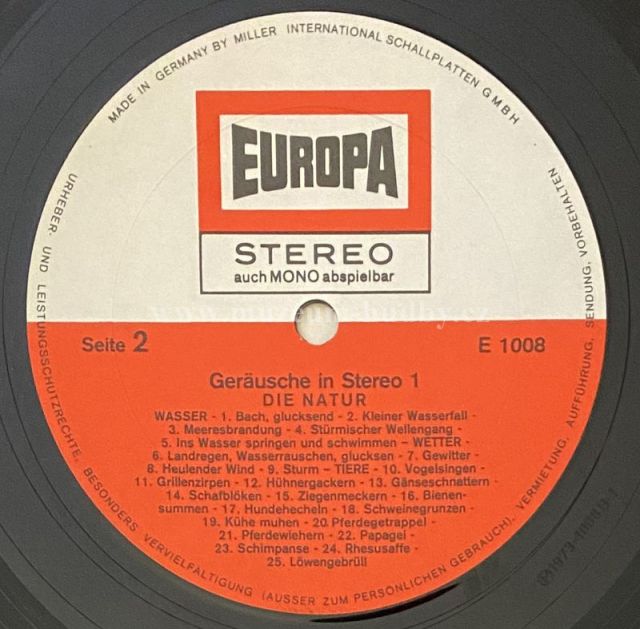 MADE IN GERMANY BY MILLER INTERNATIONAL SCHALLPLATTEN GMBH
EUROPA
STEREO
auch MONO abspielbar
Seite 2
E 1008
Geräusche in Stereo 1
DIE NATUR
WASSER - 1. Bach, glucksend - 2. Kleiner Wasserfall -
3. Meeresbrandung - 4. Stürmischer Wellengang -
5. Ins Wasser springen und schwimmen – WETTER -
6. Landregen, Wasserrauschen, glucksen - 7. Gewitter -
8. Heulender Wind - 9. Sturm – TIERE - 10. Vogelsingen -
11. Grillenzirpen - 12. Hühnergackern - 13. Gänseschnattern -
14. Schafblöken - 15. Ziegenmeckern - 16. Bienen-
summen - 17. Hundehecheln - 18. Schweinegrunzen -
19. Kühe muhen - 20. Pferdegetrappel -
21. Pferdewiehern - 22. Papagei -
23. Schimpanse - 24. Rhesusaffe -
25. Löwengebrüll
URHEBER- UND LEISTUNGSSCHUTZRECHTE, BESONDERS VERVIELFÄLTIGUNG (AUSSER ZUM PERSÖNLICHEN GEBRAUCH), VERMIETUNG, AUFFÜHRUNG, SENDUNG, VORBEHALTEN